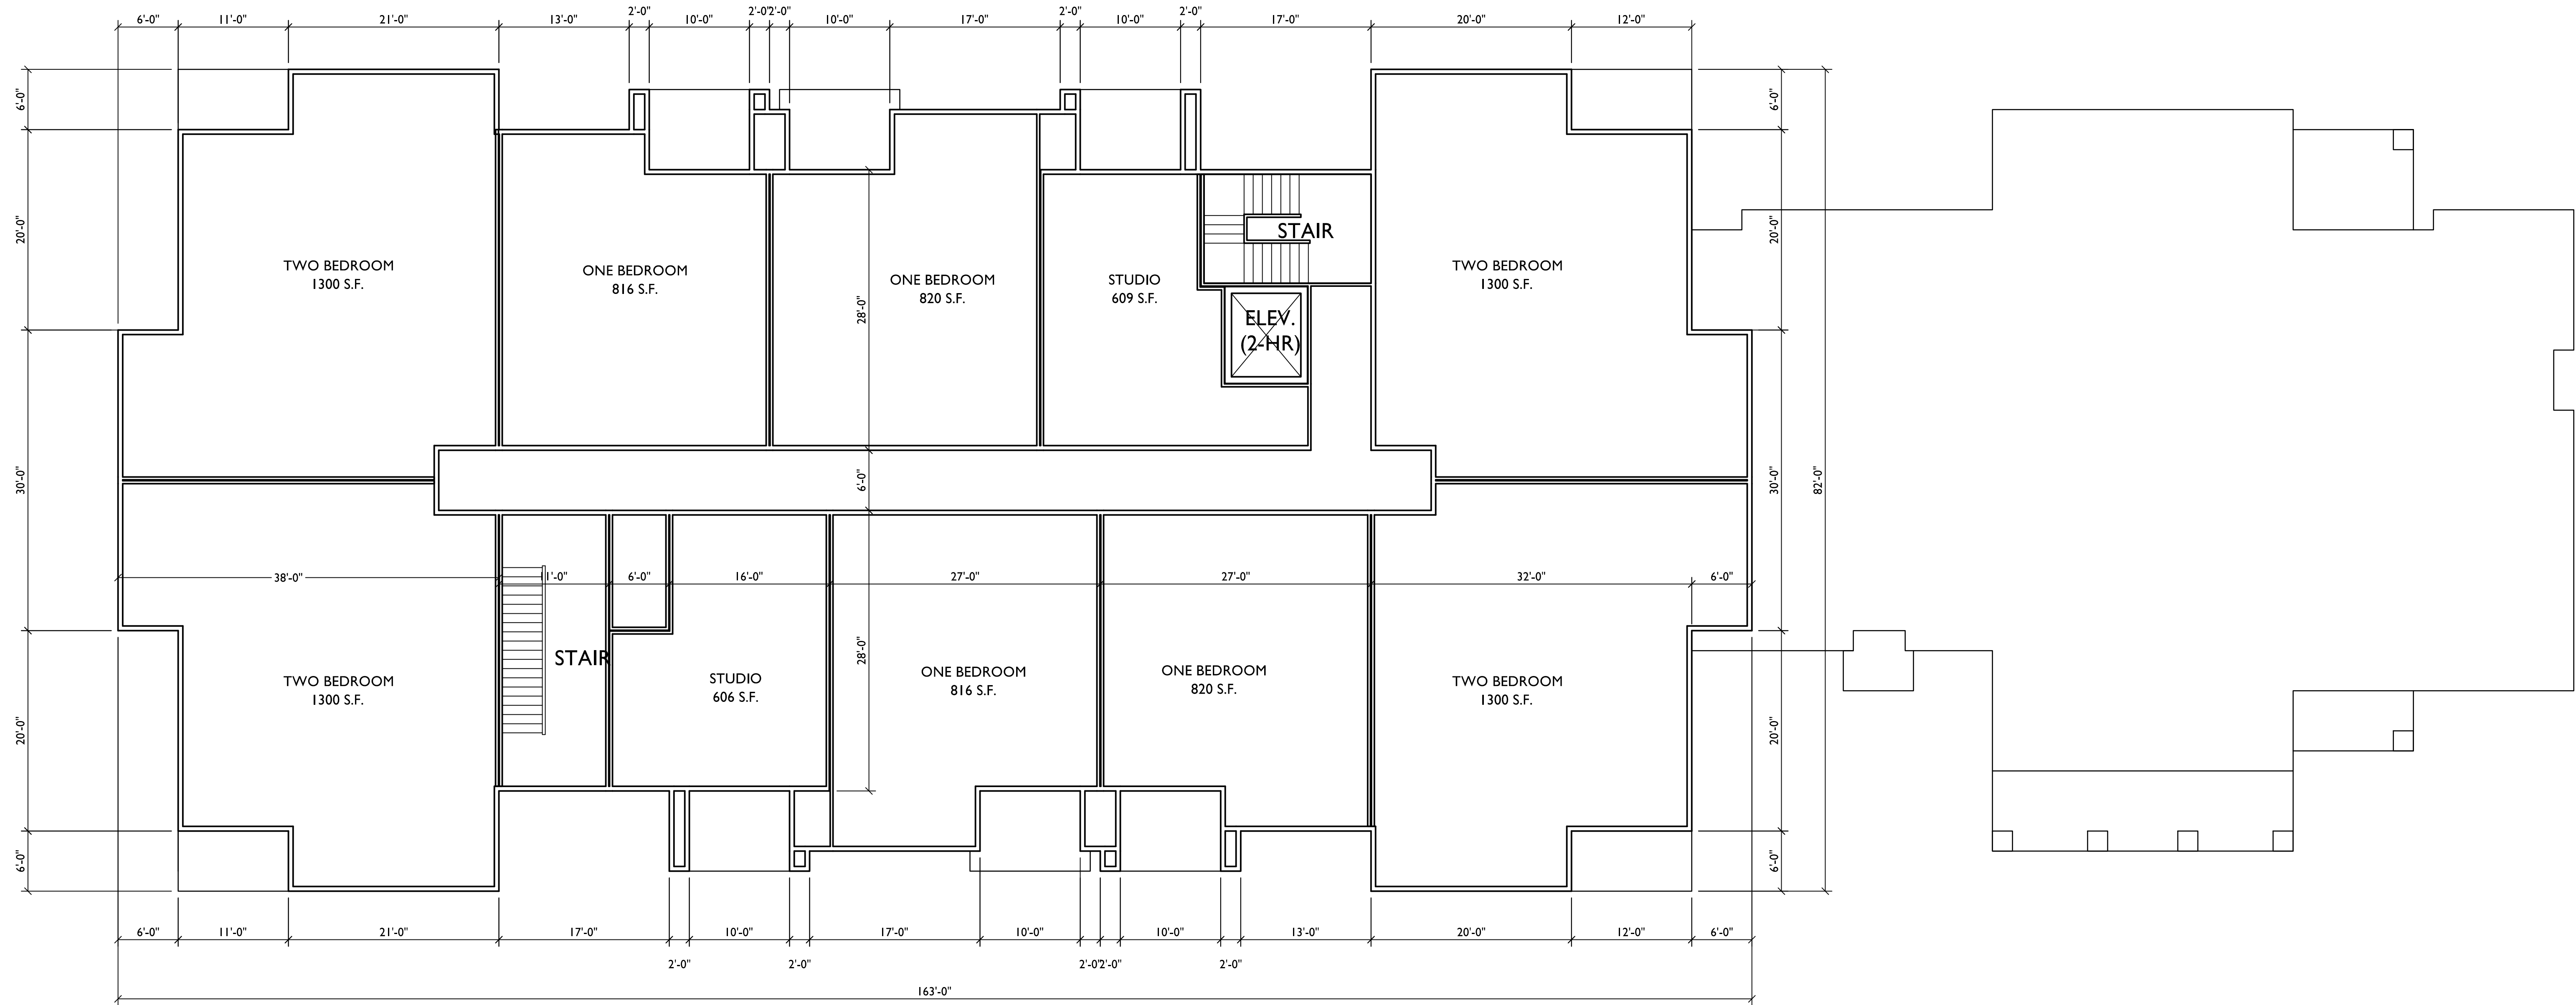 6'-0" 11'-0" 21'-0" 13'-0" 2'-0" 10'-0" 2'-0" 2'-0" 10'-0" 17'-0" 2'-0" 10'-0" 2'-0" 17'-0" 20'-0" 12'-0"
6'-0"
6'-0"
20'-0"
20'-0"
STAIR
TWO BEDROOM
1300 S.F.
ONE BEDROOM
816 S.F.
ONE BEDROOM
820 S.F.
STUDIO
609 S.F.
TWO BEDROOM
1300 S.F.
28'-0"
ELEV.
(2-HR)
30'-0"
6'-0"
30'-0"
82'-0"
38'-0" 1'-0" 6'-0" 16'-0" 27'-0" 27'-0" 32'-0" 6'-0"
28'-0"
STAIR
TWO BEDROOM
1300 S.F.
STUDIO
606 S.F.
ONE BEDROOM
816 S.F.
ONE BEDROOM
820 S.F.
TWO BEDROOM
1300 S.F.
20'-0"
20'-0"
6'-0"
6'-0"
6'-0" 11'-0" 21'-0" 17'-0" 10'-0" 17'-0" 10'-0" 10'-0" 13'-0" 20'-0" 12'-0" 6'-0"
2'-0" 2'-0" 2'-0" 2'-0" 2'-0"
163'-0"